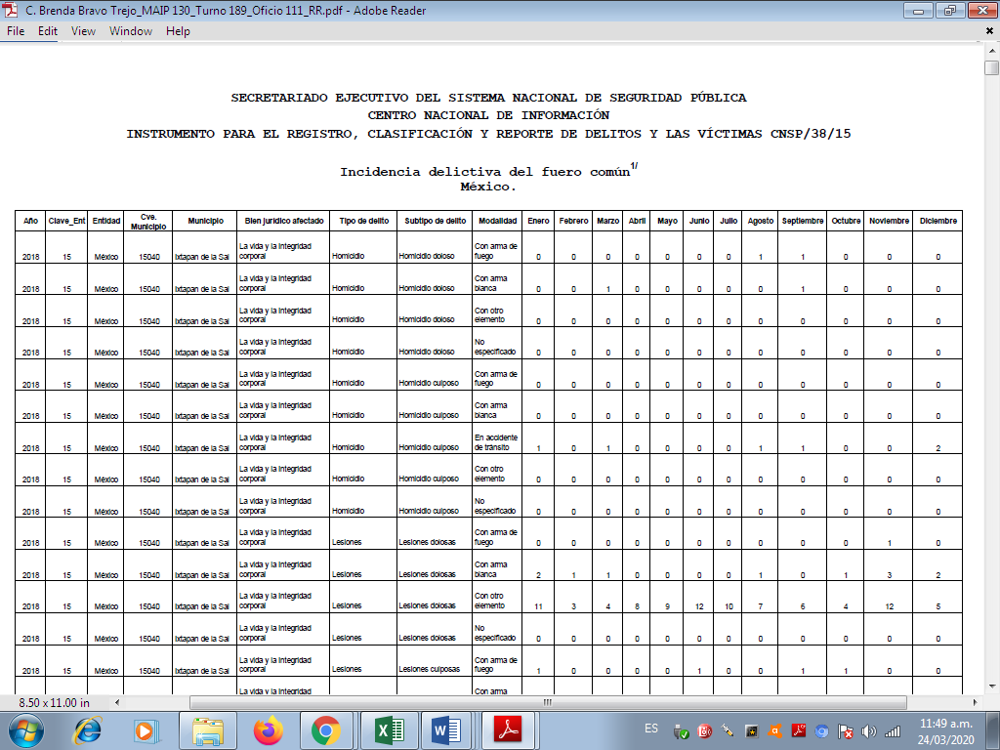 C. Brenda Bravo Trejo_MAIP 130_Turno 189_Oficio 111_RR.pdf - Adobe Reader
File Edit View Window Help
SECRETARIADO EJECUTIVO DEL SISTEMA NACIONAL DE SEGURIDAD PÚBLICA
CENTRO NACIONAL DE INFORMACIÓN
INSTRUMENTO PARA EL REGISTRO, CLASIFICACIÓN Y REPORTE DE DELITOS Y LAS VÍCTIMAS CNSP/38/15
Incidencia delictiva del fuero común1/
México.
Año Clave_Ent Entidad Cve. Municipio Municipio Bien jurídico afectado Tipo de delito Subtipo de delito Modalidad Enero Febrero Marzo Abril Mayo Junio Julio Agosto Septiembre Octubre Noviembre Diciembre
2018 15 México 15040 Ixtapan de la Sal La vida y la Integridad corporal Homicidio Homicidio doloso Con arma de fuego 0 0 0 0 0 0 0 1 1 0 0 0
2018 15 México 15040 Ixtapan de la Sal La vida y la Integridad corporal Homicidio Homicidio doloso Con arma blanca 0 0 1 0 0 0 0 0 1 0 0 0
2018 15 México 15040 Ixtapan de la Sal La vida y la Integridad corporal Homicidio Homicidio doloso Con otro elemento 0 0 0 0 0 0 0 0 0 0 0 0
2018 15 México 15040 Ixtapan de la Sal La vida y la Integridad corporal Homicidio Homicidio doloso No especificado 0 0 0 0 0 0 0 0 0 0 0 0
2018 15 México 15040 Ixtapan de la Sal La vida y la Integridad corporal Homicidio Homicidio culposo Con arma de fuego 0 0 0 0 0 0 0 0 0 0 0 0
2018 15 México 15040 Ixtapan de la Sal La vida y la Integridad corporal Homicidio Homicidio culposo Con arma blanca 0 0 0 0 0 0 0 0 0 0 0 0
2018 15 México 15040 Ixtapan de la Sal La vida y la Integridad corporal Homicidio Homicidio culposo En accidente de tránsito 1 0 1 0 0 0 0 1 1 0 0 2
2018 15 México 15040 Ixtapan de la Sal La vida y la Integridad corporal Homicidio Homicidio culposo Con otro elemento 0 0 0 0 0 0 0 0 0 0 0 0
2018 15 México 15040 Ixtapan de la Sal La vida y la Integridad corporal Homicidio Homicidio culposo No especificado 0 0 0 0 0 0 0 0 0 0 0 0
2018 15 México 15040 Ixtapan de la Sal La vida y la Integridad corporal Lesiones Lesiones dolosas Con arma de fuego 0 0 0 0 0 0 0 0 0 0 1 0
2018 15 México 15040 Ixtapan de la Sal La vida y la Integridad corporal Lesiones Lesiones dolosas Con arma blanca 2 1 1 0 0 0 0 1 0 1 3 2
2018 15 México 15040 Ixtapan de la Sal La vida y la Integridad corporal Lesiones Lesiones dolosas Con otro elemento 11 3 4 8 9 12 10 7 6 4 12 5
2018 15 México 15040 Ixtapan de la Sal La vida y la Integridad corporal Lesiones Lesiones dolosas No especificado 0 0 0 0 0 0 0 0 0 0 0 0
2018 15 México 15040 Ixtapan de la Sal La vida y la Integridad corporal Lesiones Lesiones culposas Con arma de fuego 1 0 0 0 0 1 0 0 1 1 0 0
La vida y la Integridad Con arma
8.50 x 11.00 in
ES 11:49 a.m.
24/03/2020